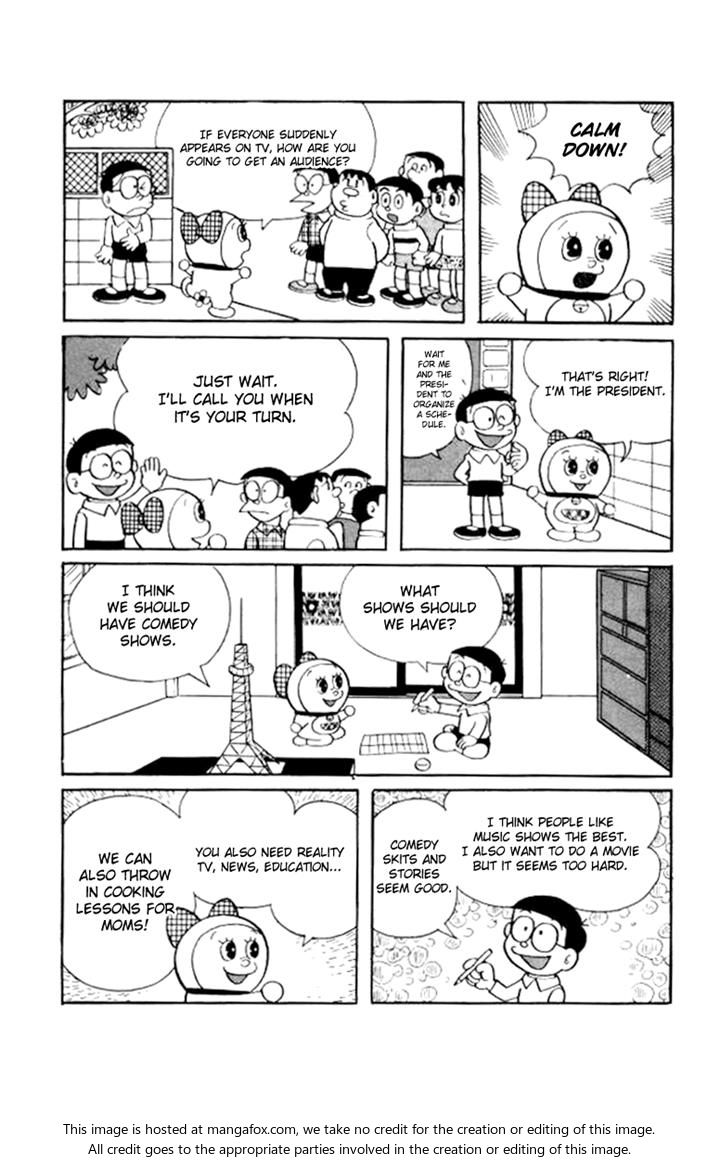 CALM
DOWN!
IF EVERYONE SUDDENLY
APPEARS ON TV, HOW ARE YOU
GOING TO GET AN AUDIENCE?
THAT'S RIGHT!
I'M THE PRESIDENT.
WAIT
FOR ME
AND THE
PRESI-
DENT TO
ORGANIZE
A SCHE-
DULE.
JUST WAIT.
I'LL CALL YOU WHEN
IT'S YOUR TURN.
WHAT
SHOWS SHOULD
WE HAVE?
I THINK
WE SHOULD
HAVE COMEDY
SHOWS.
I THINK PEOPLE LIKE
MUSIC SHOWS THE BEST.
I ALSO WANT TO DO A MOVIE
BUT IT SEEMS TOO HARD.
COMEDY
SKITS AND
STORIES
SEEM GOOD.
YOU ALSO NEED REALITY
TV, NEWS, EDUCATION...
WE CAN
ALSO THROW
IN COOKING
LESSONS FOR
MOMS!
This image is hosted at mangafox.com, we take no credit for the creation or editing of this image.
All credit goes to the appropriate parties involved in the creation or editing of this image.